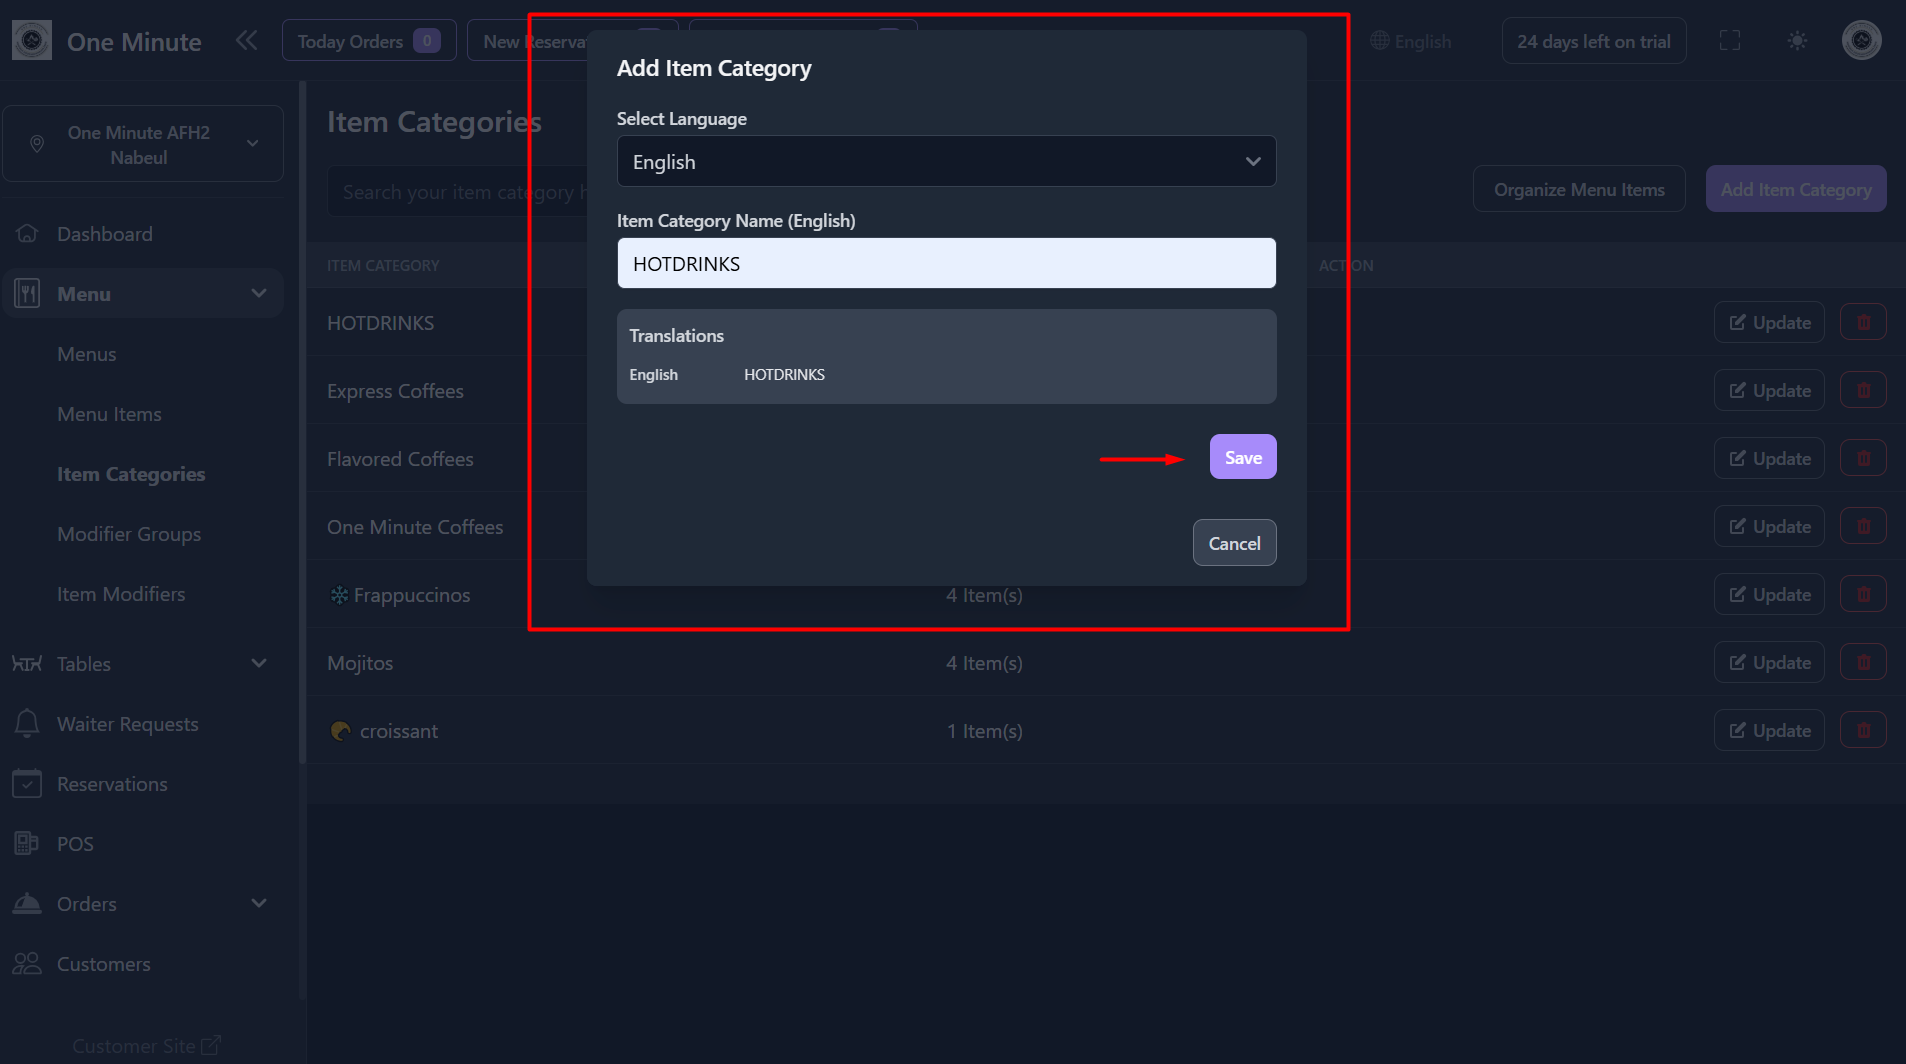 One Minute
Today Orders 0
New Reserva
English
24 days left on trial
One Minute AFH2
Nabeul
Dashboard
Menu
Menus
Menu Items
Item Categories
Modifier Groups
Item Modifiers
Tables
Waiter Requests
Reservations
POS
Orders
Customers
Customer Site
Item Categories
Search your item category h
Organize Menu Items
Add Item Category
ITEM CATEGORY
ACTION
HOTDRINKS
Update
Express Coffees
Update
Flavored Coffees
Update
One Minute Coffees
Update
Frappuccinos
4 Item(s)
Update
Mojitos
4 Item(s)
Update
croissant
1 Item(s)
Update
Add Item Category
Select Language
English
Item Category Name (English)
HOTDRINKS
Translations
English HOTDRINKS
Save
Cancel